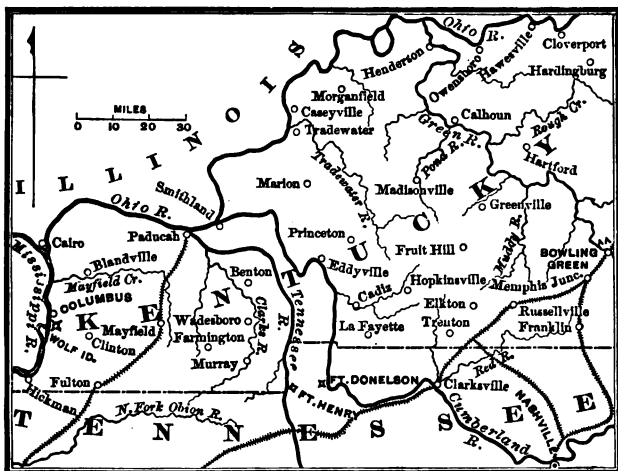 Ohio R.
Cloverport
Hawesville
Henderton
Owensboro
Hardingburg
ILLINOIS
MILES
0 10 20 30
Morganfield
Caseyville
Tradewater
Calhoun
Green R.
Rough Cr.
Hartford
Tradewater R.
Pond R.
Marion
Madisonville
Greenville
Smithland
Ohio R.
Muddy R.
Cairo
Paducah
Princeton
Fruit Hill
BOWLING GREEN
Mississippi R.
Blandville
Eddyville
Mayfield Cr.
Benton
Hopkinsville
Memphis Junc.
COLUMBUS
Cadiz
Elkton
Russellville
KENTUCKY
Mayfield
Wadesboro
Clarks R.
Tennessee R.
La Fayette
Trenton
Franklin
WOLF ID.
Clinton
Farmington
Murray
Red R.
Hickman
Fulton
FT. DONELSON
Clarksville
FT. HENRY
N. Fork Obion R.
Cumberland R.
NASHVILLE
TENNESSEE